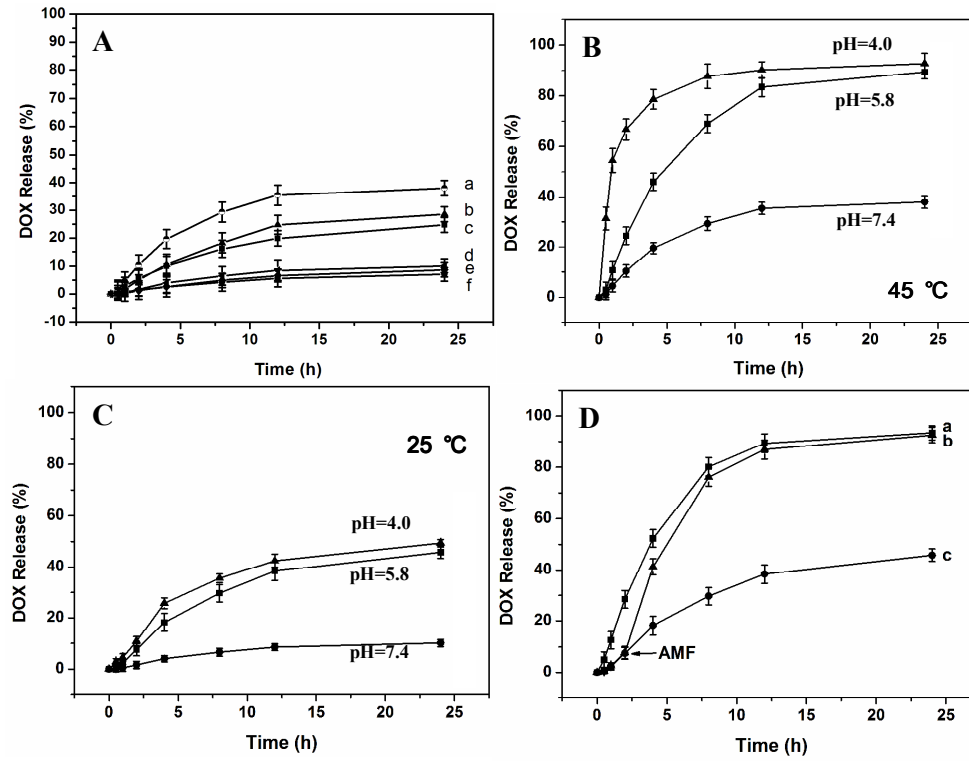 A
DOX Release (%)
100
90
80
70
60
50
40
30
20
10
0
-10
a
b
c
d
e
f
0 5 10 15 20 25
Time (h)
B
DOX Release (%)
100
80
60
40
20
0
pH=4.0
pH=5.8
pH=7.4
45 ℃
0 5 10 15 20 25
Time (h)
C
25 ℃
DOX Release (%)
100
80
60
40
20
0
pH=4.0
pH=5.8
pH=7.4
0 5 10 15 20 25
Time (h)
D
DOX Release (%)
100
80
60
40
20
0
a
b
c
AMF
0 5 10 15 20 25
Time (h)